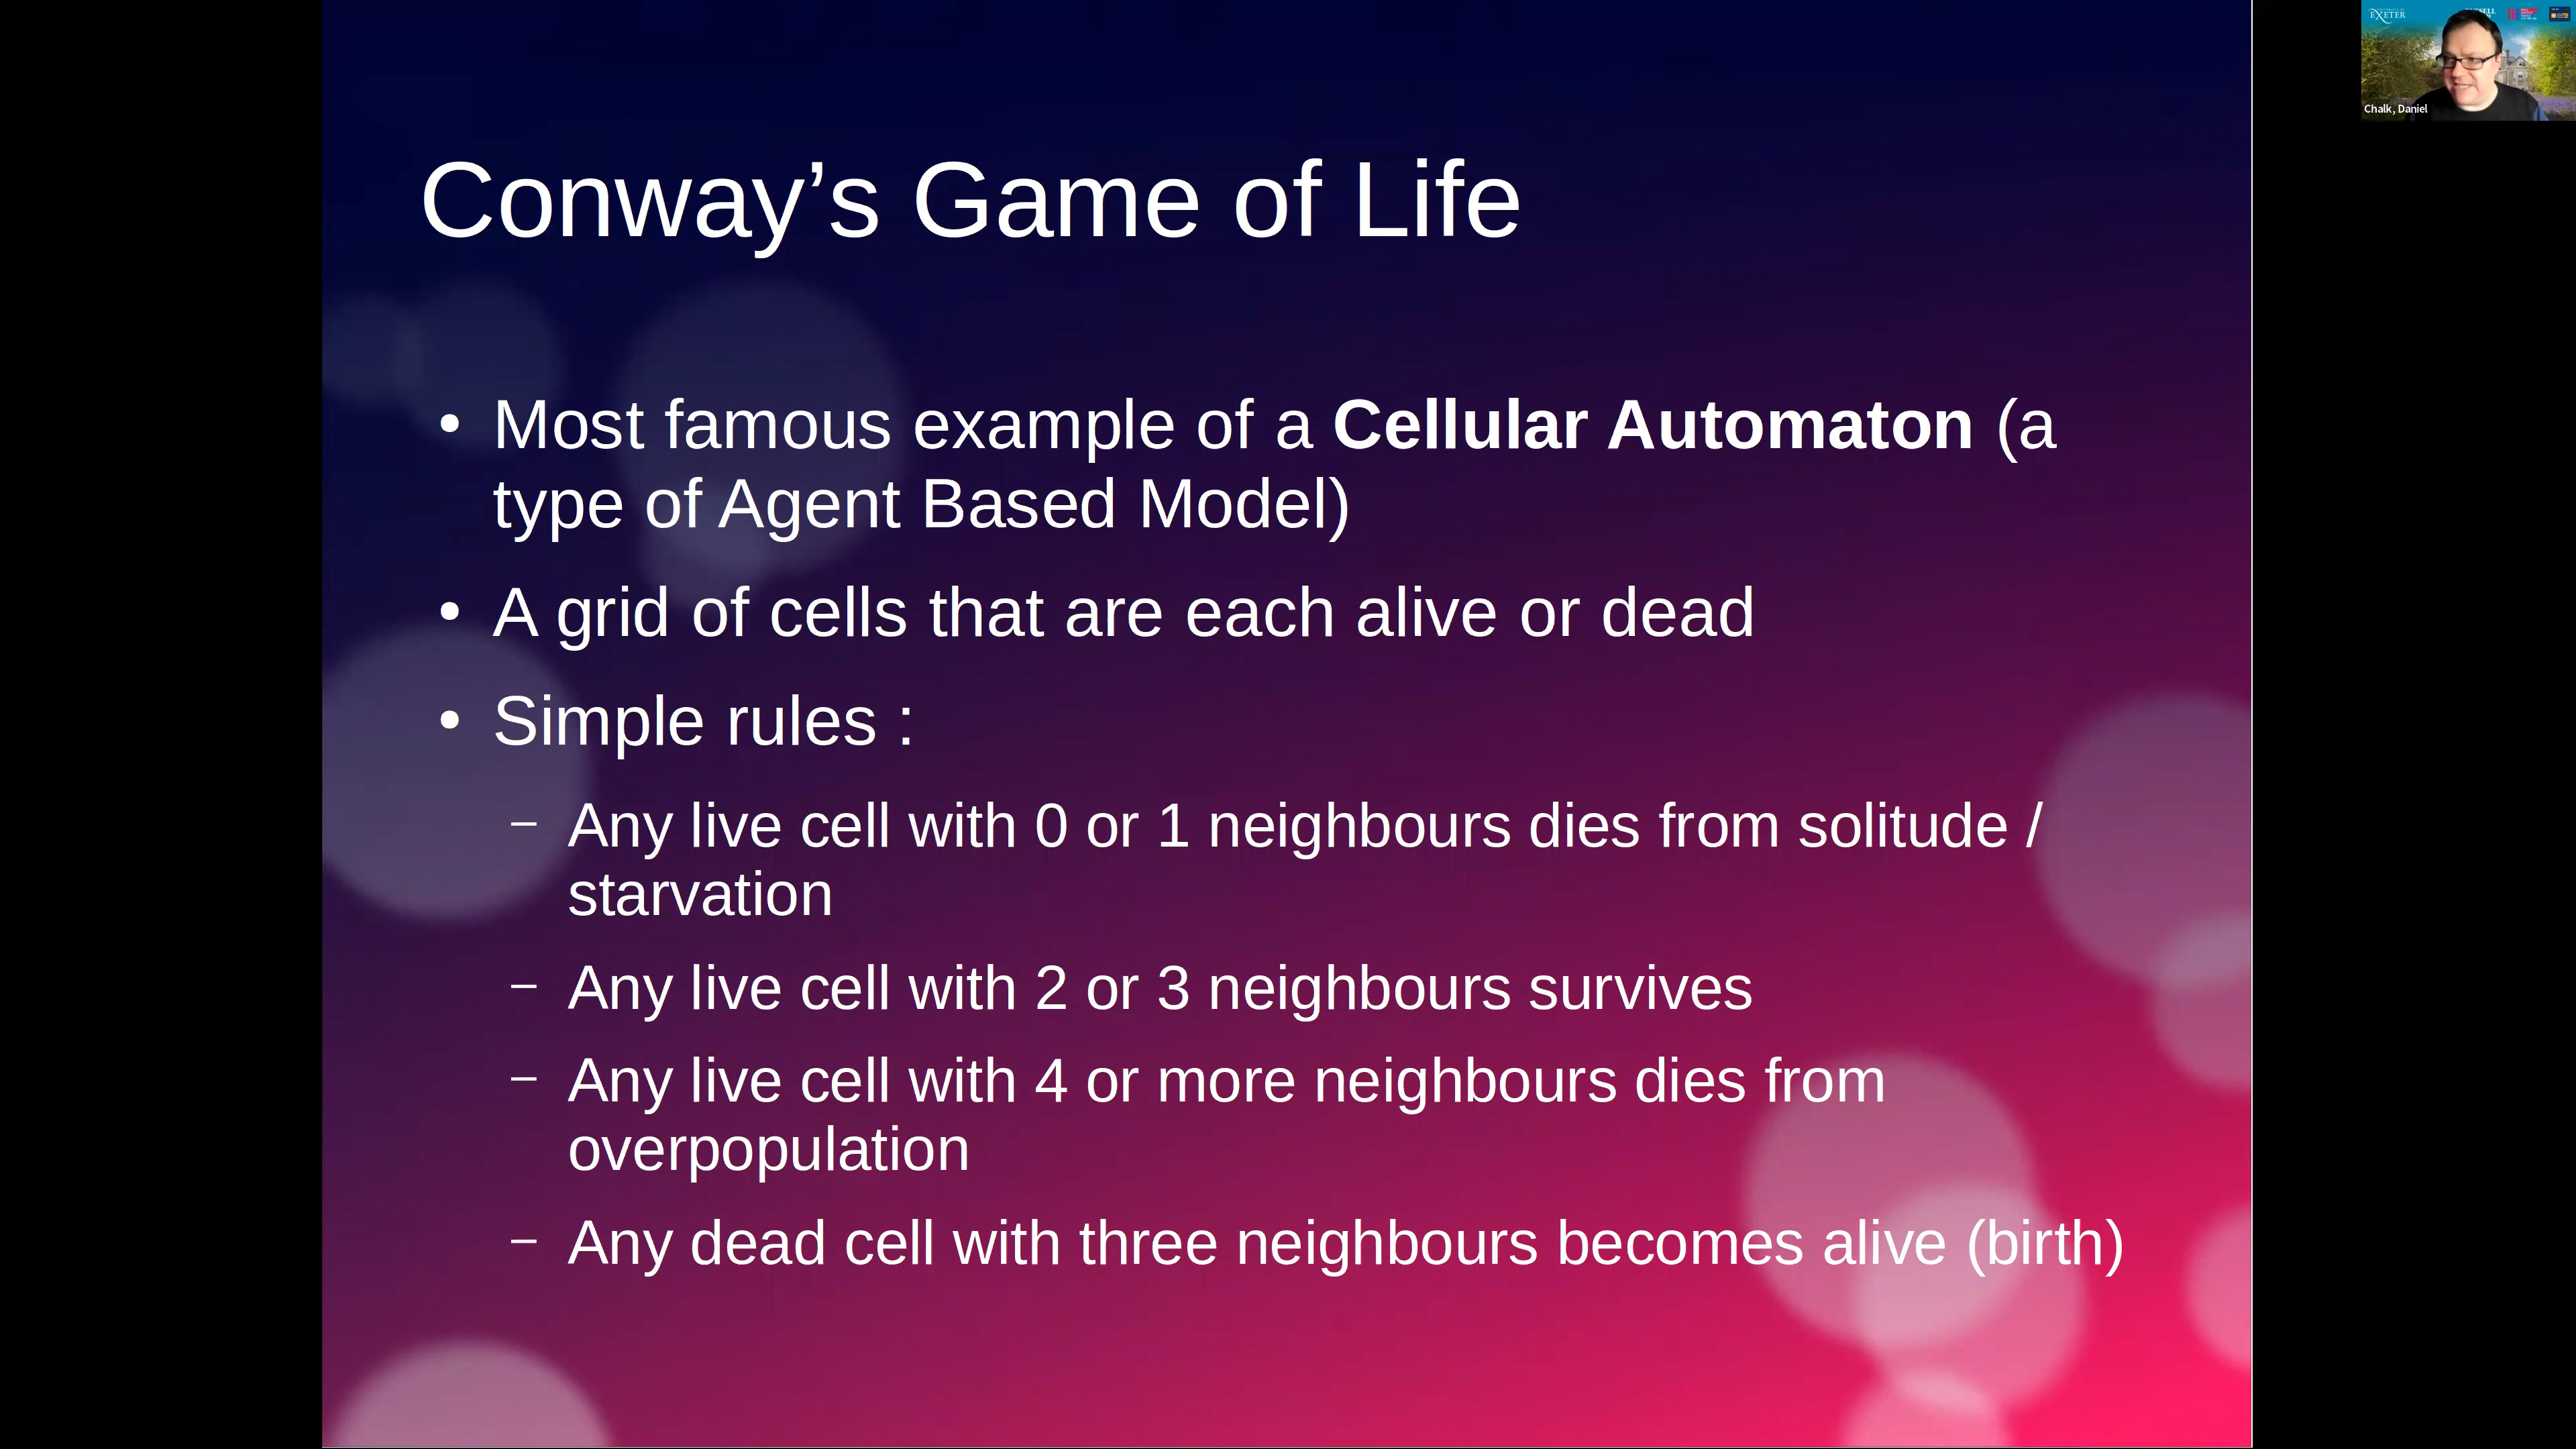 Conway’s Game of Life
• Most famous example of a Cellular Automaton (a
type of Agent Based Model)
• A grid of cells that are each alive or dead
• Simple rules :
– Any live cell with 0 or 1 neighbours dies from solitude /
starvation
– Any live cell with 2 or 3 neighbours survives
– Any live cell with 4 or more neighbours dies from
overpopulation
– Any dead cell with three neighbours becomes alive (birth)
EXETER
Chalk, Daniel